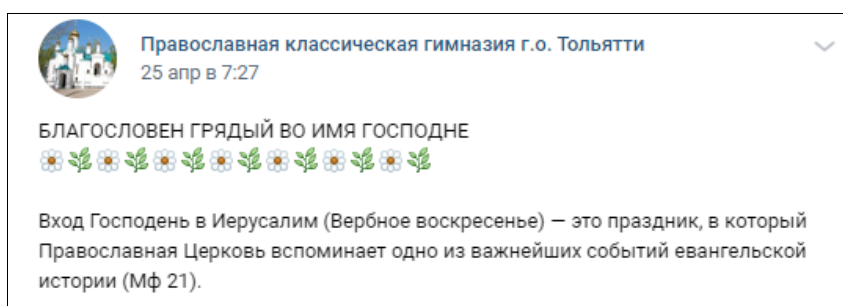 Православная классическая гимназия г.о. Тольятти
25 апр в 7:27
БЛАГОСЛОВЕН ГРЯДЫЙ ВО ИМЯ ГОСПОДНЕ
🌼🌿🌼🌿🌼🌿🌼🌿🌼🌿🌼🌿🌼🌿
Вход Господень в Иерусалим (Вербное воскресенье) — это праздник, в который
Православная Церковь вспоминает одно из важнейших событий евангельской
истории (Мф 21).